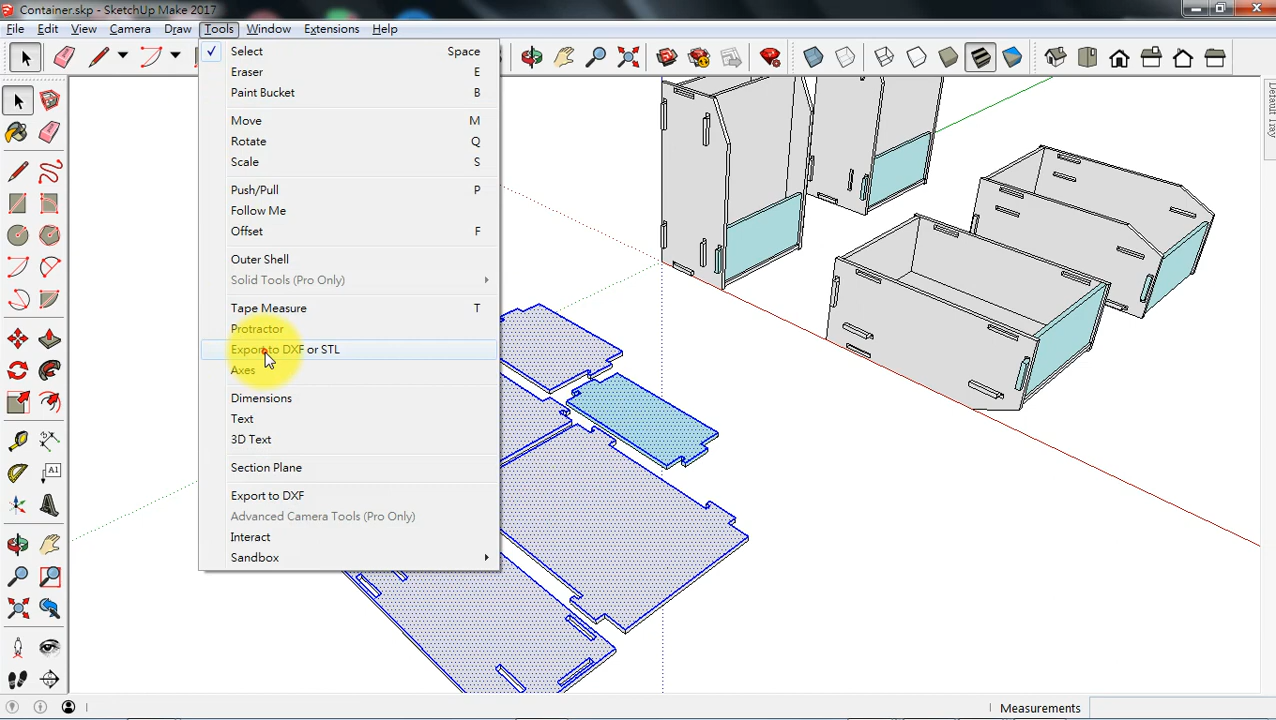 Container.skp - SketchUp Make 2017
File Edit View Camera Draw Tools Window Extensions Help
Select Space
Eraser E
Paint Bucket B
Move M
Rotate Q
Scale S
Push/Pull P
Follow Me
Offset F
Outer Shell
Solid Tools (Pro Only)
Tape Measure T
Protractor
Export to DXF or STL
Axes
Dimensions
Text
3D Text
Section Plane
Export to DXF
Advanced Camera Tools (Pro Only)
Interact
Sandbox
Default Tray
Measurements